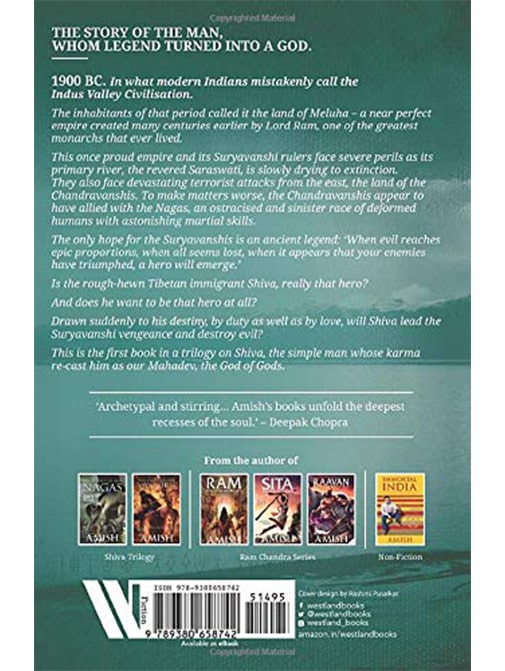 Copyrighted Material
THE STORY OF THE MAN,
WHOM LEGEND TURNED INTO A GOD.
1900 BC. In what modern Indians mistakenly call the
Indus Valley Civilisation.
The inhabitants of that period called it the land of Meluha – a near perfect
empire created many centuries earlier by Lord Ram, one of the greatest
monarchs that ever lived.
This once proud empire and its Suryavanshi rulers face severe perils as its
primary river, the revered Saraswati, is slowly drying to extinction.
They also face devastating terrorist attacks from the east, the land of the
Chandravanshis. To make matters worse, the Chandravanshis appear to
have allied with the Nagas, an ostracised and sinister race of deformed
humans with astonishing martial skills.
The only hope for the Suryavanshis is an ancient legend: ‘When evil reaches
epic proportions, when all seems lost, when it appears that your enemies
have triumphed, a hero will emerge.’
Is the rough-hewn Tibetan immigrant Shiva, really that hero?
And does he want to be that hero at all?
Drawn suddenly to his destiny, by duty as well as by love, will Shiva lead the
Suryavanshi vengeance and destroy evil?
This is the first book in a trilogy on Shiva, the simple man whose karma
re-cast him as our Mahadev, the God of Gods.
‘Archetypal and stirring... Amish’s books unfold the deepest
recesses of the soul.’ – Deepak Chopra
From the author of
NAGAS
AMISH
AMISH
RAM
AMISH
SITA
AMISH
RAAVAN
AMISH
IMMORTAL
INDIA
AMISH
Shiva Trilogy
Ram Chandra Series
Non-Fiction
W
Fiction
ISBN 978-9380658742
51495
9 789380 658742
Available as eBook
Cover design by Rashmi Pusalkar
westlandbooks
@westlandbooks
westland_books
amazon.in/westlandbooks
Copyrighted Material